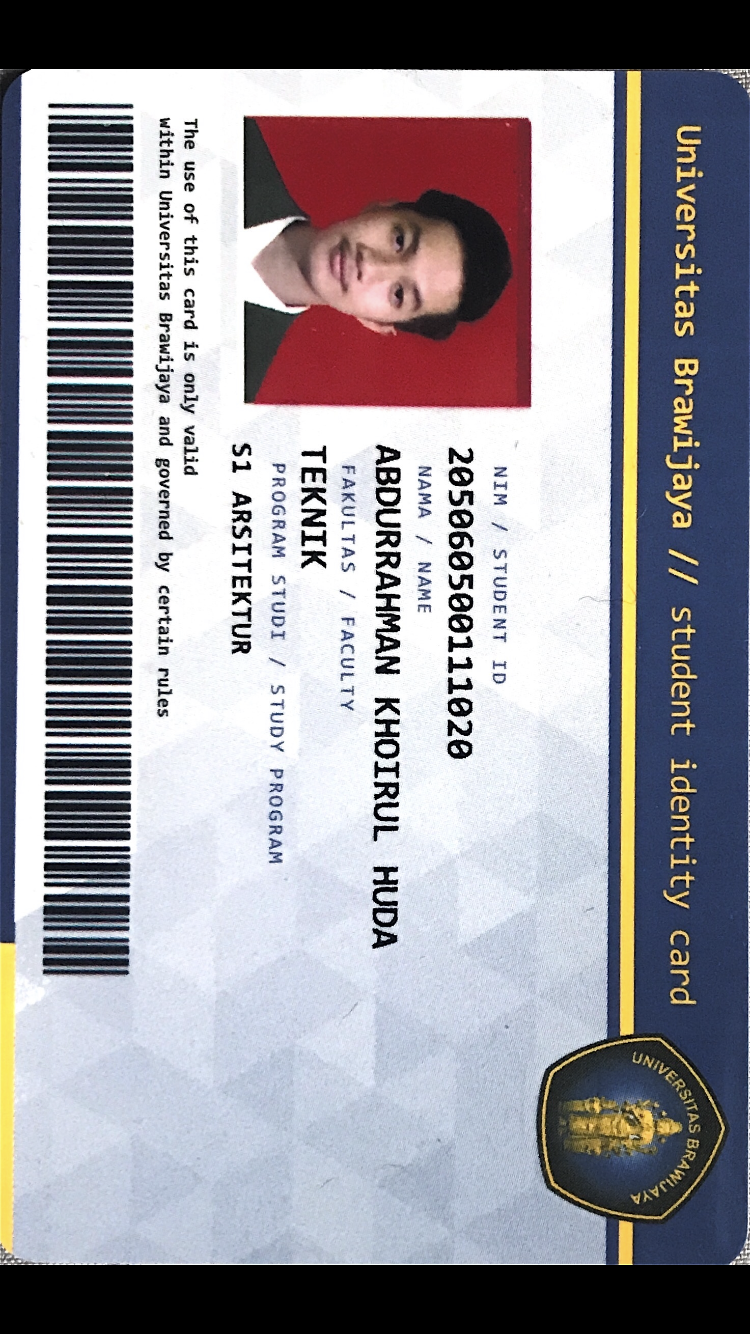 Universitas Brawijaya // student identity card
UNIVERSITAS BRAWIJAYA
NIM / STUDENT ID
205060500111020
NAMA / NAME
ABDURRAHMAN KHOIRUL HUDA
FAKULTAS / FACULTY
TEKNIK
PROGRAM STUDI / STUDY PROGRAM
S1 ARSITEKTUR
The use of this card is only valid
within Universitas Brawijaya and governed by certain rules